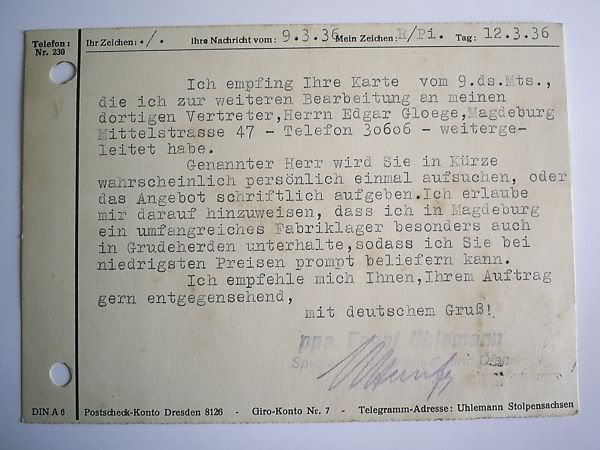 Telefon:
Nr. 230
Ihr Zeichen: ./. Ihre Nachricht vom: 9.3.36 Mein Zeichen: R/Pi. Tag: 12.3.36
Ich empfing Ihre Karte vom 9.ds.Mts.,
die ich zur weiteren Bearbeitung an meinen
dortigen Vertreter,Herrn Edgar Gloege,Magdeburg
Mittelstrasse 47 - Telefon 30606 - weiterge-
leitet habe.
Genannter Herr wird Sie in Kürze
wahrscheinlich persönlich einmal aufsuchen, oder
das Angebot schriftlich aufgeben.Ich erlaube
mir darauf hinzuweisen, dass ich in Magdeburg
ein umfangreiches Fabriklager besonders auch
in Grudeherden unterhalte,sodass ich Sie bei
niedrigsten Preisen prompt beliefern kann.
Ich empfehle mich Ihnen,Ihrem Auftrag
gern entgegensehend,
mit deutschem Gruß!
ppa Ernst Uhlemann
DIN A 6 Postscheck-Konto Dresden 8126 - Giro-Konto Nr. 7 - Telegramm-Adresse: Uhlemann Stolpensachsen